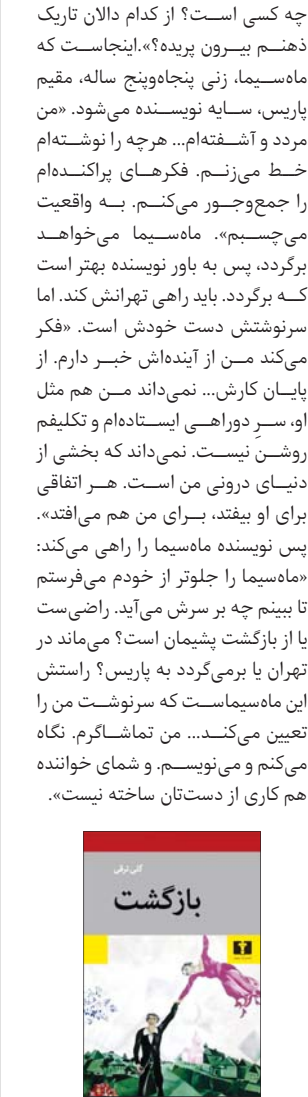 چه کسی است؟ از کدام دالان تاریک
ذهنم بیرون پریده؟».اینجاست که
ماه‌سیما، زنی پنجاه‌وپنج ساله، مقیم
پاریس، سایه نویسنده می‌شود. «من
مردد و آشفته‌ام... هرچه را نوشته‌ام
خط می‌زنم. فکرهای پراکنده‌ام
را جمع‌وجور می‌کنم. به واقعیت
می‌چسبم». ماه‌سیما می‌خواهد
برگردد، پس به باور نویسنده بهتر است
که برگردد. باید راهی تهرانش کند. اما
سرنوشتش دست خودش است. «فکر
می‌کند من از آینده‌اش خبر دارم. از
پایان کارش... نمی‌داند من هم مثل
او، سرِ دوراهی ایستاده‌ام و تکلیفم
روشن نیست. نمی‌داند که بخشی از
دنیای درونی من است. هر اتفاقی
برای او بیفتد، برای من هم می‌افتد».
پس نویسنده ماه‌سیما را راهی می‌کند:
«ماه‌سیما را جلوتر از خودم می‌فرستم
تا ببینم چه بر سرش می‌آید. راضی‌ست
یا از بازگشت پشیمان است؟ می‌ماند در
تهران یا برمی‌گردد به پاریس؟ راستش
این ماه‌سیماست که سرنوشت من را
تعیین می‌کند... من تماشاگرم. نگاه
می‌کنم و می‌نویسم. و شمای خواننده
هم کاری از دست‌تان ساخته نیست».
گلی ترقی
بازگشت